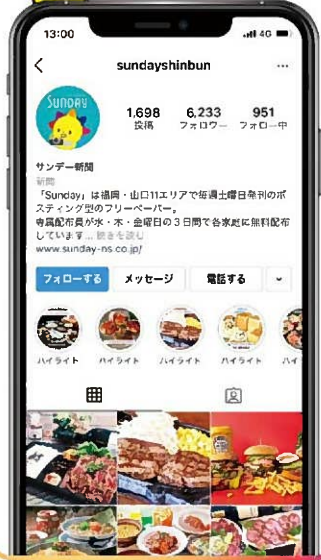 13:00
4G
sundayshinbun
SUNDAY
1,698
6,233
951
投稿
フォロワー
フォロー中
サンデー新聞
新聞
「Sunday」は福岡・山口11エリアで毎週土曜日発刊のポ
スティング型のフリーペーパー。
専属配布員が水・木・金曜日の3日間で各家庭に無料配布
しています... 続きを読む
www.sunday-ns.co.jp/
フォローする
メッセージ
電話する
ハイライト
ハイライト
ハイライト
ハイライト
ハイ